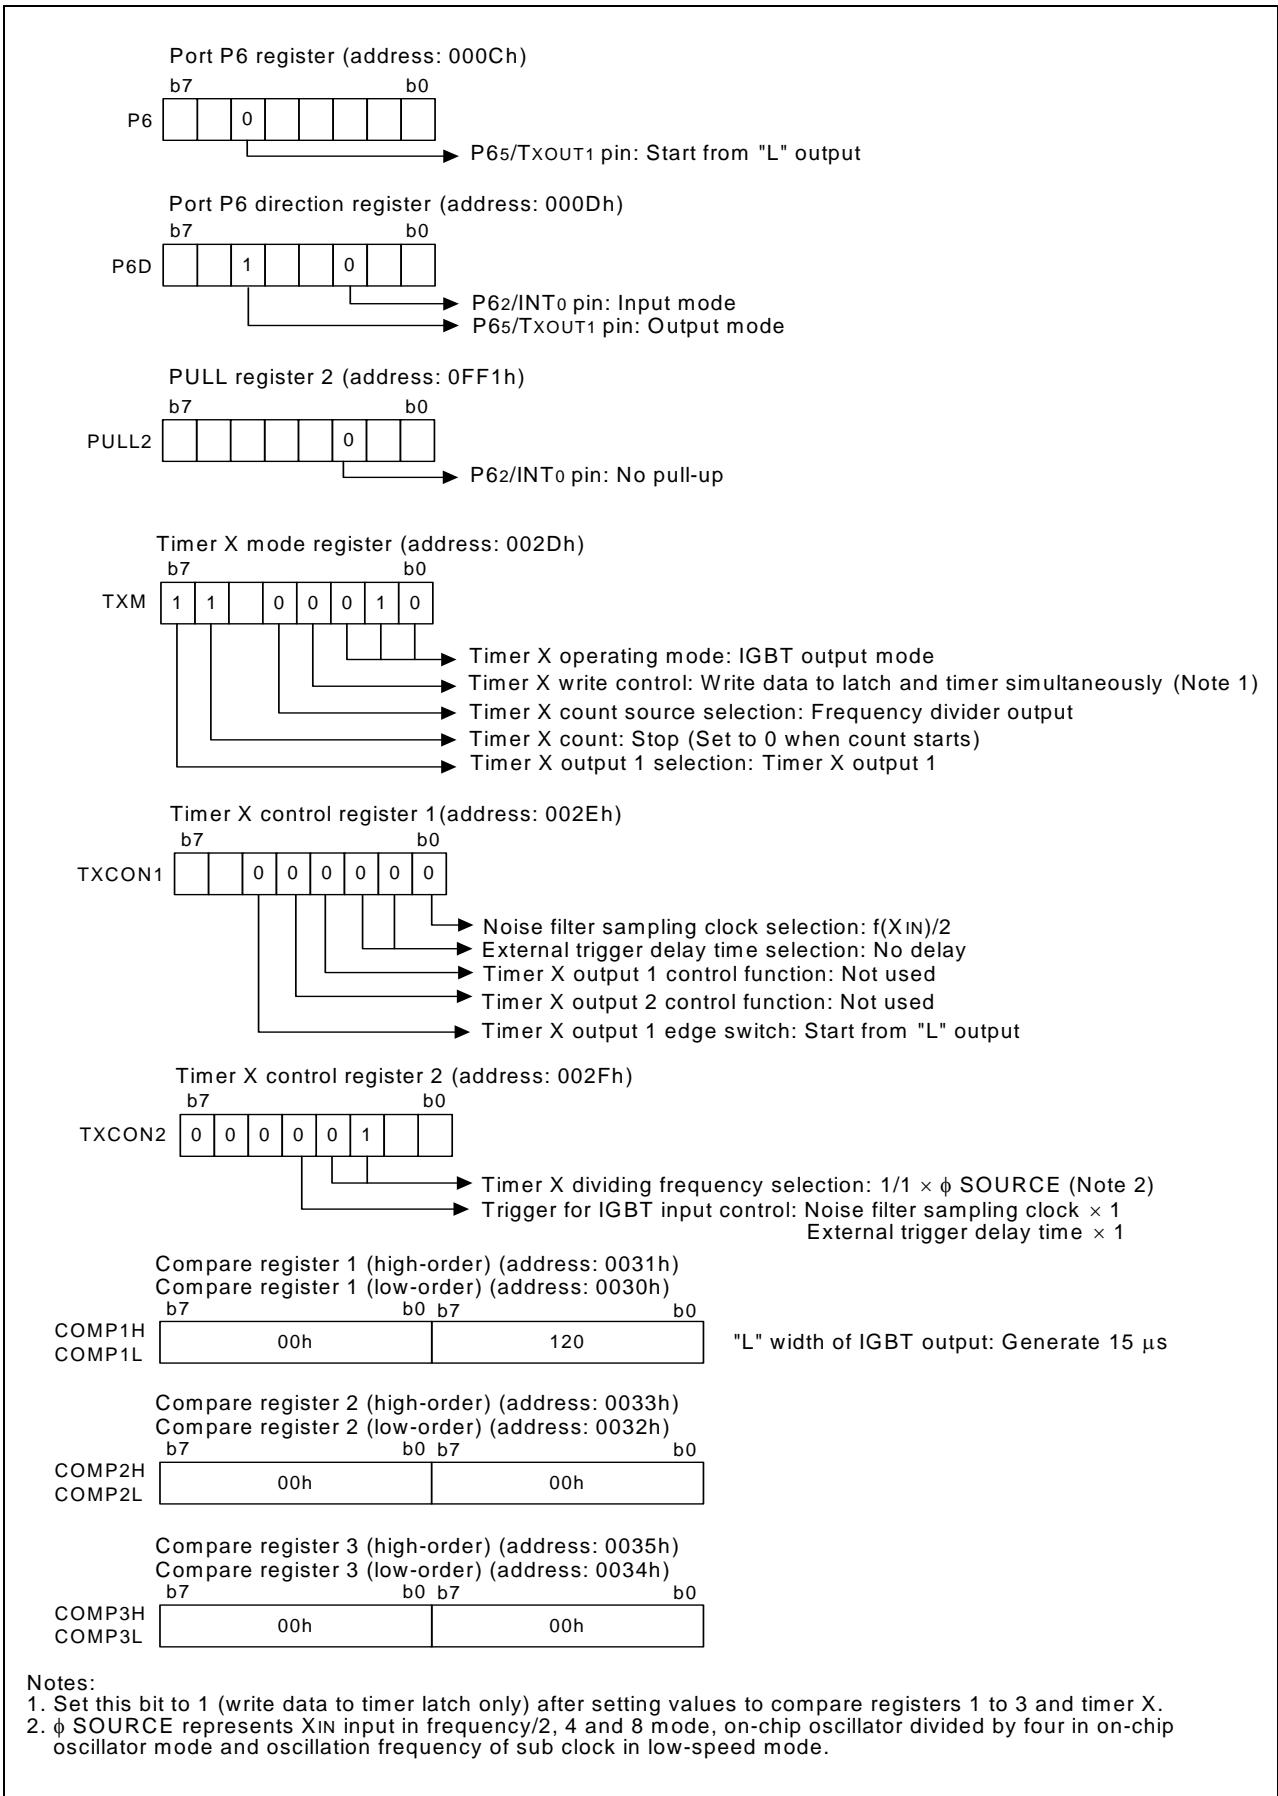 Port P6 register (address: 000Ch)
b7 b0
P6 0
P65/TXOUT1 pin: Start from "L" output
Port P6 direction register (address: 000Dh)
b7 b0
P6D 1 0
P62/INT0 pin: Input mode
P65/TXOUT1 pin: Output mode
PULL register 2 (address: 0FF1h)
b7 b0
PULL2 0
P62/INT0 pin: No pull-up
Timer X mode register (address: 002Dh)
b7 b0
TXM 1 1 0 0 0 1 0
Timer X operating mode: IGBT output mode
Timer X write control: Write data to latch and timer simultaneously (Note 1)
Timer X count source selection: Frequency divider output
Timer X count: Stop (Set to 0 when count starts)
Timer X output 1 selection: Timer X output 1
Timer X control register 1(address: 002Eh)
b7 b0
TXCON1 0 0 0 0 0 0
Noise filter sampling clock selection: f(XIN)/2
External trigger delay time selection: No delay
Timer X output 1 control function: Not used
Timer X output 2 control function: Not used
Timer X output 1 edge switch: Start from "L" output
Timer X control register 2 (address: 002Fh)
b7 b0
TXCON2 0 0 0 0 0 1
Timer X dividing frequency selection: 1/1 × ϕ SOURCE (Note 2)
Trigger for IGBT input control: Noise filter sampling clock × 1
External trigger delay time × 1
Compare register 1 (high-order) (address: 0031h)
Compare register 1 (low-order) (address: 0030h)
b7 b0 b7 b0
COMP1H
COMP1L
00h 120 "L" width of IGBT output: Generate 15 μs
Compare register 2 (high-order) (address: 0033h)
Compare register 2 (low-order) (address: 0032h)
b7 b0 b7 b0
COMP2H
COMP2L
00h 00h
Compare register 3 (high-order) (address: 0035h)
Compare register 3 (low-order) (address: 0034h)
b7 b0 b7 b0
COMP3H
COMP3L
00h 00h
Notes:
1. Set this bit to 1 (write data to timer latch only) after setting values to compare registers 1 to 3 and timer X.
2. ϕ SOURCE represents XIN input in frequency/2, 4 and 8 mode, on-chip oscillator divided by four in on-chip
oscillator mode and oscillation frequency of sub clock in low-speed mode.